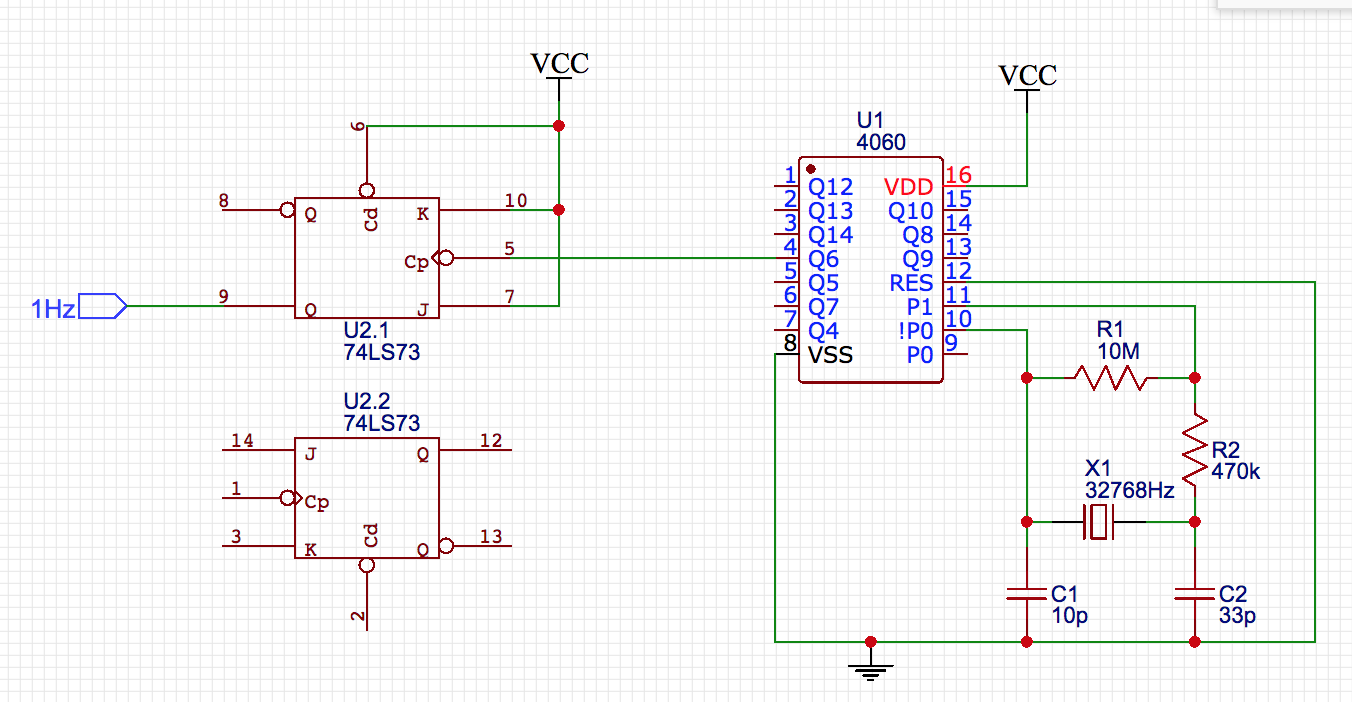 VCC
6
8
Q
Cd
K
10
Cp
5
1Hz
9
Q
J
7
U2.1
74LS73
U2.2
74LS73
14
J
Q
12
1
Cp
3
K
Cd
Q
13
2
VCC
U1
4060
1 Q12 VDD 16
2 Q13 Q10 15
3 Q14 Q8 14
4 Q6 Q9 13
5 Q5 RES 12
6 Q7 P1 11
7 Q4 !P0 10
8 VSS P0 9
R1
10M
R2
470k
X1
32768Hz
C1
10p
C2
33p